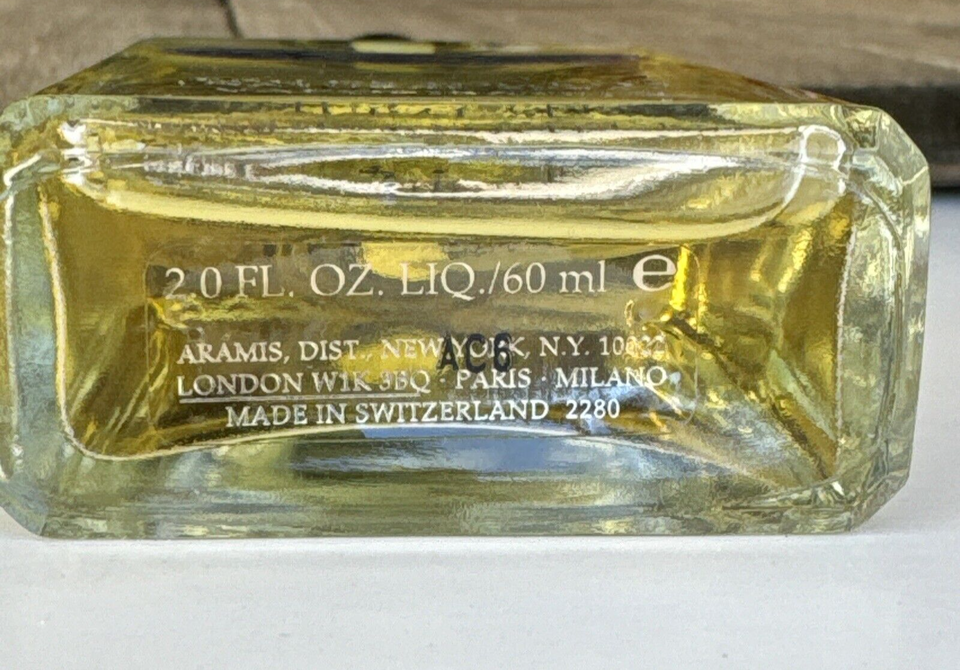 2.0 FL. OZ. LIQ./60 ml e
ARAMIS, DIST., NEW YORK, N.Y.
AC6
LONDON W1K 3BQ · PARIS · MILANO
MADE IN SWITZERLAND 2280